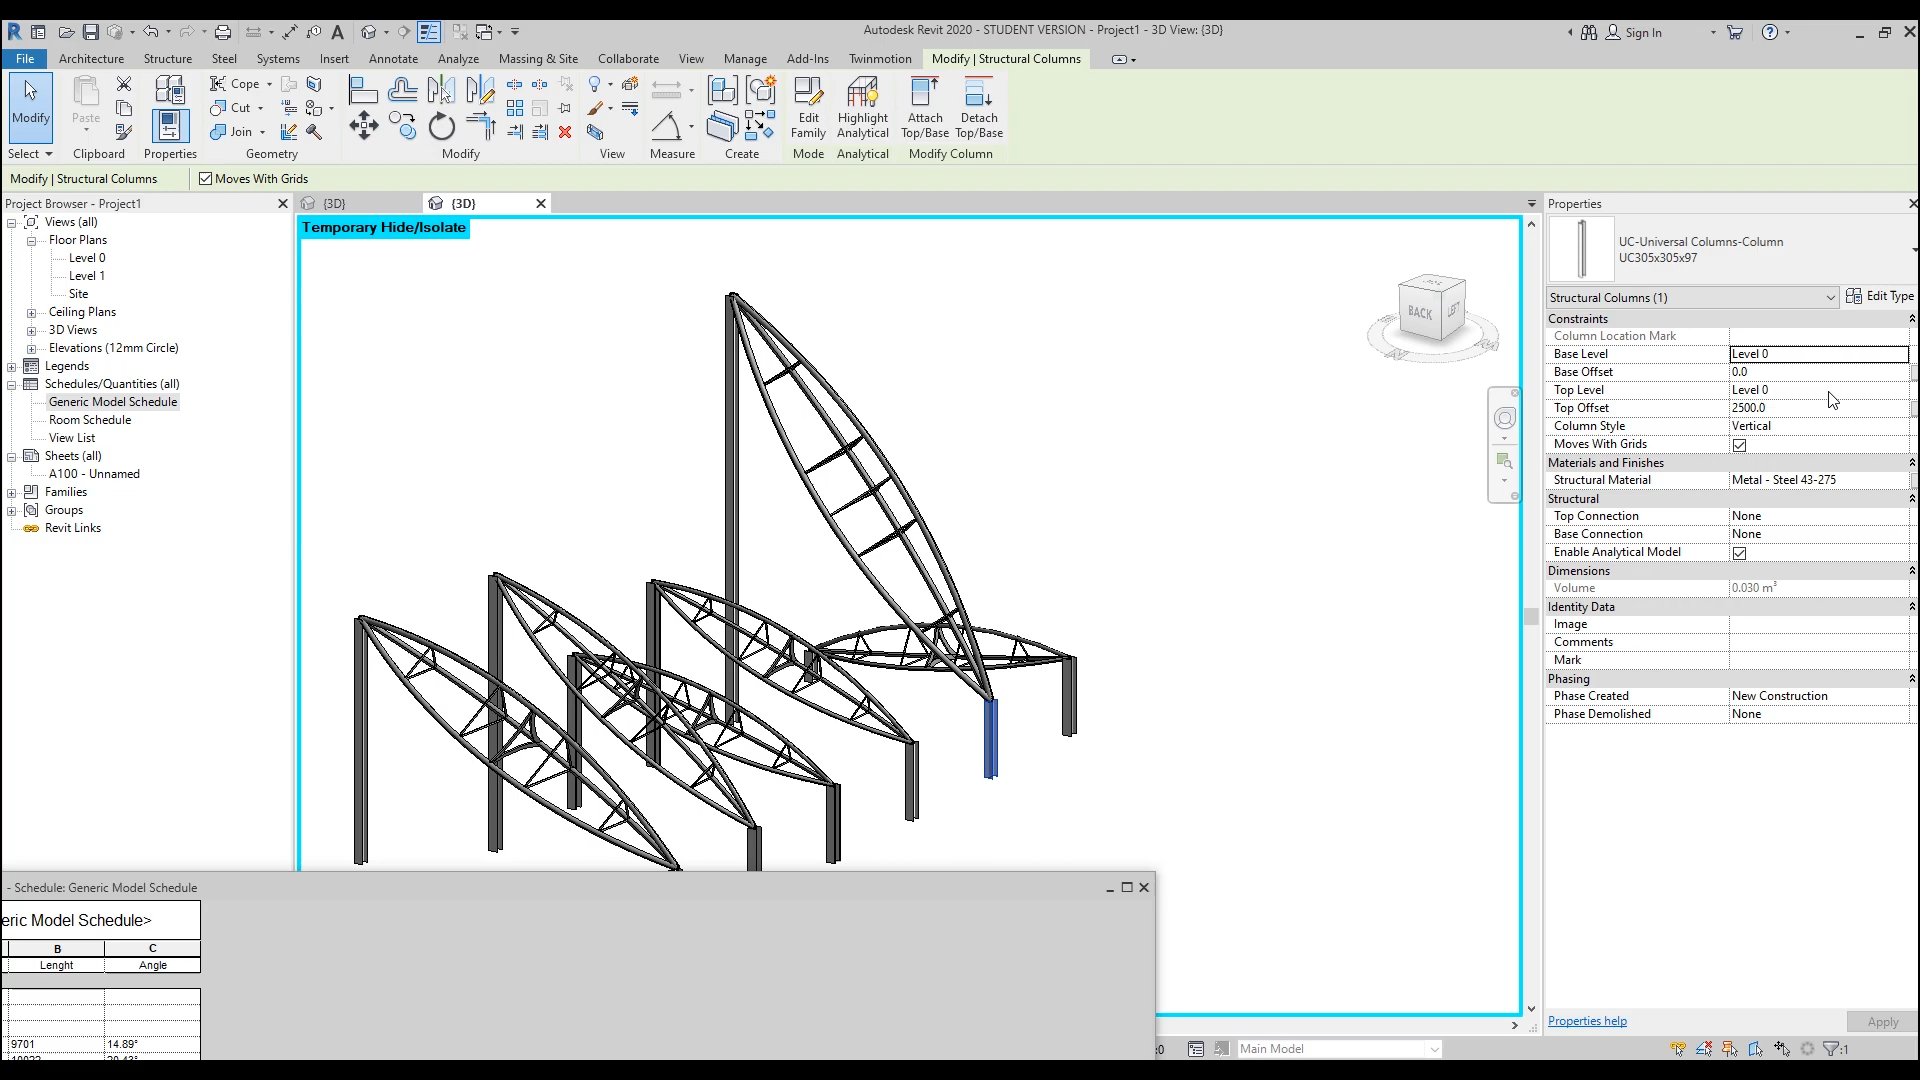 Autodesk Revit 2020 - STUDENT VERSION - Project1 - 3D View: {3D}
Sign In
File Architecture Structure Steel Systems Insert Annotate Analyze Massing & Site Collaborate View Manage Add-Ins Twinmotion Modify | Structural Columns
Modify
Paste
Cope
Cut
Join
Edit Family
Highlight Analytical
Attach Top/Base
Detach Top/Base
Select Clipboard Properties Geometry Modify View Measure Create Mode Analytical Modify Column
Modify | Structural Columns Moves With Grids
Project Browser - Project1
Views (all)
Floor Plans
Level 0
Level 1
Site
Ceiling Plans
3D Views
Elevations (12mm Circle)
Legends
Schedules/Quantities (all)
Generic Model Schedule
Room Schedule
View List
Sheets (all)
A100 - Unnamed
Families
Groups
Revit Links
{3D} {3D}
Temporary Hide/Isolate
BACK
LEFT
Properties
UC-Universal Columns-Column
UC305x305x97
Structural Columns (1) Edit Type
Constraints
Column Location Mark
Base Level Level 0
Base Offset 0.0
Top Level Level 0
Top Offset 2500.0
Column Style Vertical
Moves With Grids
Materials and Finishes
Structural Material Metal - Steel 43-275
Structural
Top Connection None
Base Connection None
Enable Analytical Model
Dimensions
Volume 0.030 m³
Identity Data
Image
Comments
Mark
Phasing
Phase Created New Construction
Phase Demolished None
Properties help Apply
- Schedule: Generic Model Schedule
eric Model Schedule>
B C
Lenght Angle
9701 14.89°
:0 Main Model :1